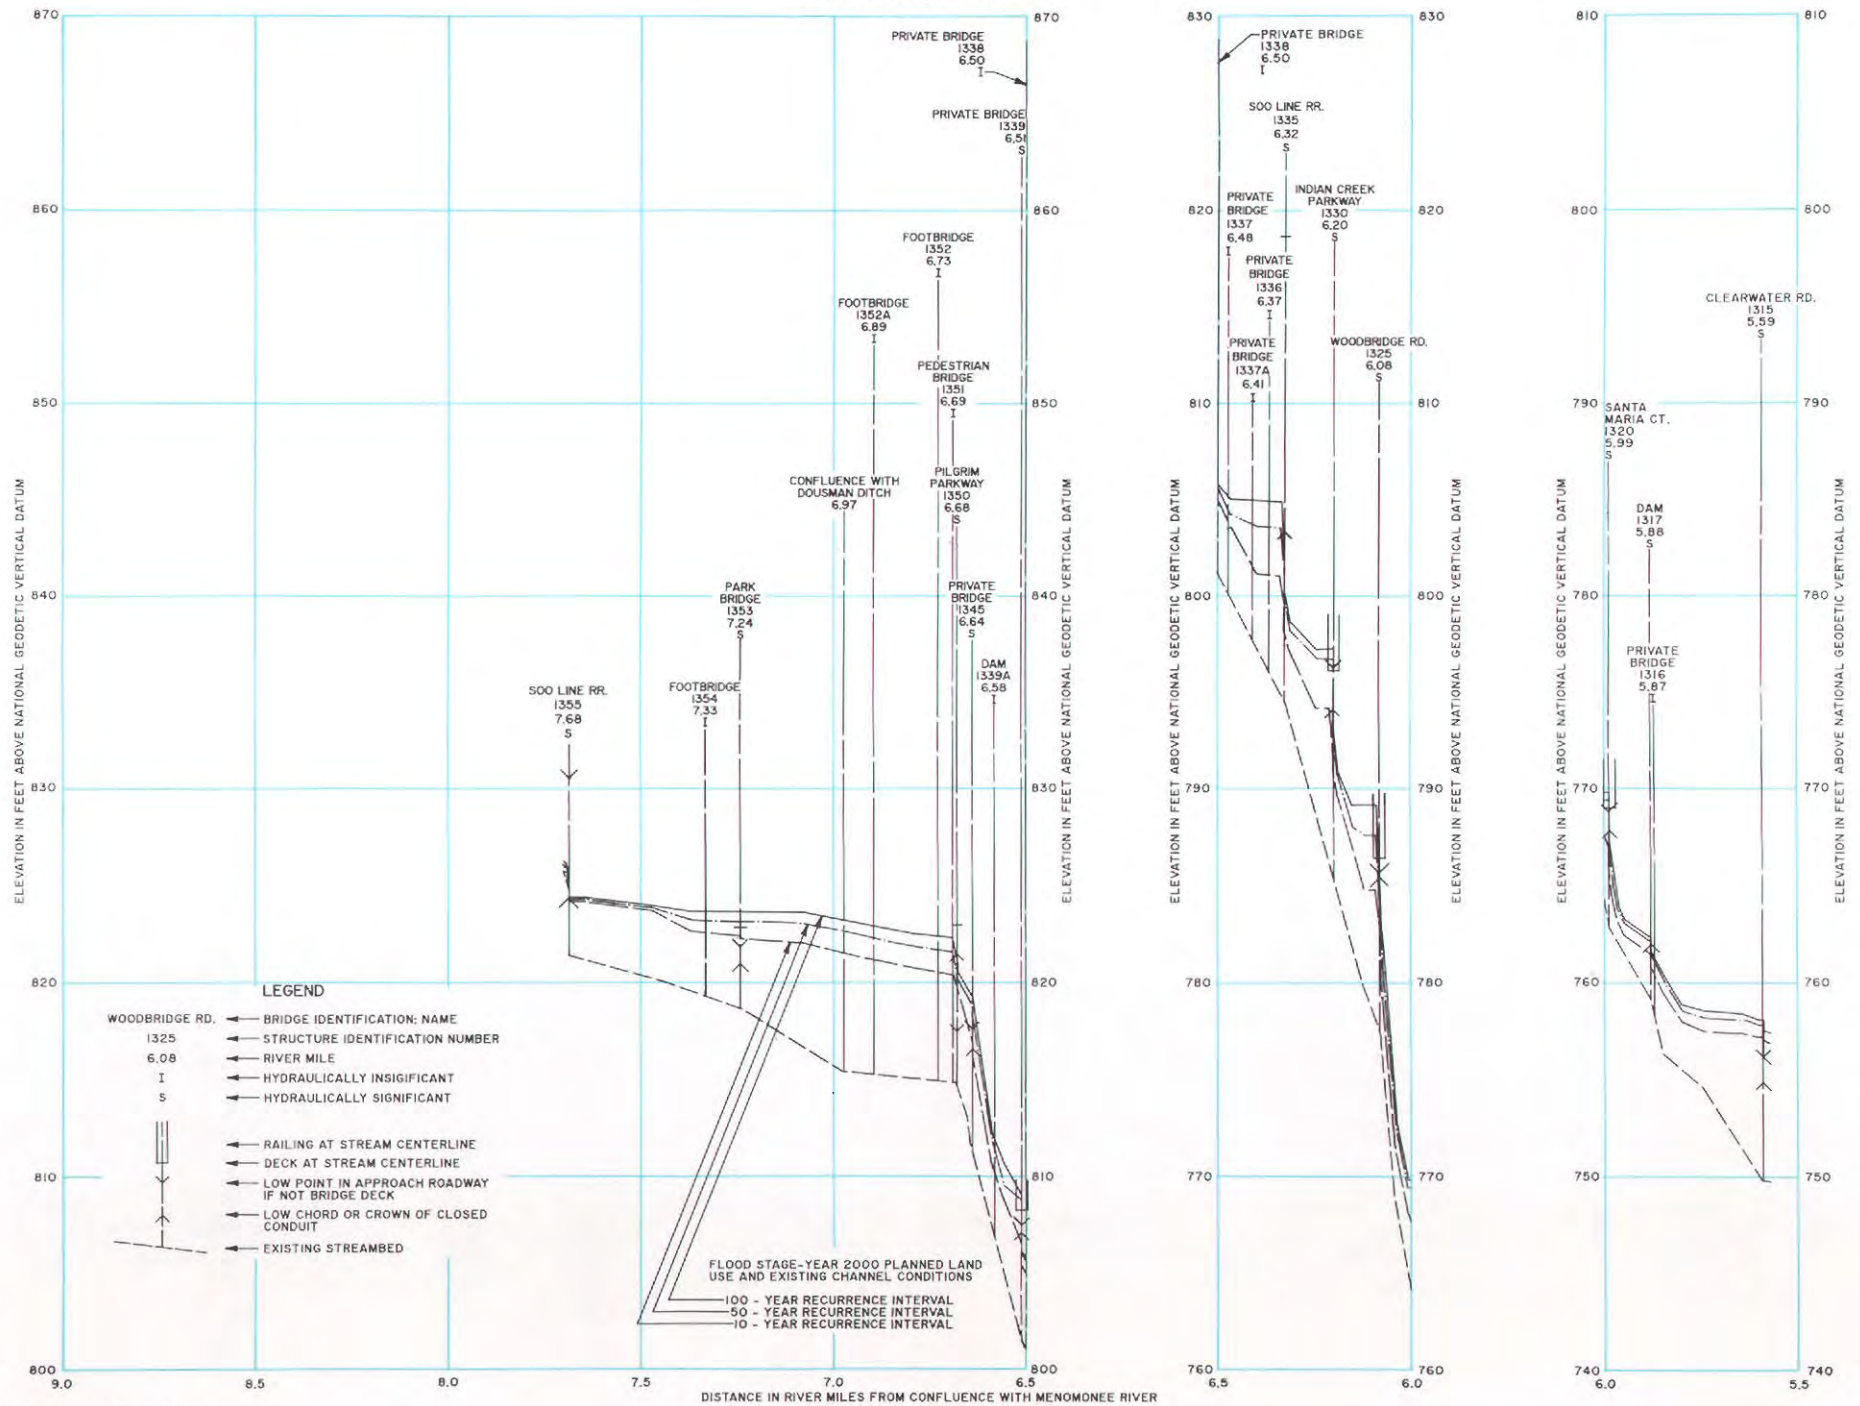 870
860
850
840
830
820
810
800
ELEVATION IN FEET ABOVE NATIONAL GEODETIC VERTICAL DATUM
SOO LINE RR.
1355
7.68
S
FOOTBRIDGE
1354
7.33
I
PARK
BRIDGE
1353
7.24
S
CONFLUENCE WITH
DOUSMAN DITCH
6.97
FOOTBRIDGE
1352A
6.89
I
FOOTBRIDGE
1352
6.73
I
PEDESTRIAN
BRIDGE
1351
6.69
I
PILGRIM
PARKWAY
1350
6.68
S
PRIVATE
BRIDGE
1345
6.64
S
DAM
1339A
6.58
I
PRIVATE BRIDGE
1339
6.51
S
PRIVATE BRIDGE
1338
6.50
I
870
860
850
840
830
820
810
800
ELEVATION IN FEET ABOVE NATIONAL GEODETIC VERTICAL DATUM
LEGEND
WOODBRIDGE RD. BRIDGE IDENTIFICATION: NAME
1325 STRUCTURE IDENTIFICATION NUMBER
6.08 RIVER MILE
I HYDRAULICALLY INSIGIFICANT
S HYDRAULICALLY SIGNIFICANT
RAILING AT STREAM CENTERLINE
DECK AT STREAM CENTERLINE
LOW POINT IN APPROACH ROADWAY
IF NOT BRIDGE DECK
LOW CHORD OR CROWN OF CLOSED
CONDUIT
EXISTING STREAMBED
FLOOD STAGE-YEAR 2000 PLANNED LAND
USE AND EXISTING CHANNEL CONDITIONS
100 - YEAR RECURRENCE INTERVAL
50 - YEAR RECURRENCE INTERVAL
10 - YEAR RECURRENCE INTERVAL
9.0 8.5 8.0 7.5 7.0 6.5
DISTANCE IN RIVER MILES FROM CONFLUENCE WITH MENOMONEE RIVER
830
820
810
800
790
780
770
760
ELEVATION IN FEET ABOVE NATIONAL GEODETIC VERTICAL DATUM
PRIVATE BRIDGE
1338
6.50
I
SOO LINE RR.
1335
6.32
S
PRIVATE
BRIDGE
1337
6.48
I
INDIAN CREEK
PARKWAY
1330
6.20
S
PRIVATE
BRIDGE
1336
6.37
I
PRIVATE
BRIDGE
1337A
6.41
I
WOODBRIDGE RD.
1325
6.08
S
830
820
810
800
790
780
770
760
ELEVATION IN FEET ABOVE NATIONAL GEODETIC VERTICAL DATUM
6.5 6.0
810
800
790
780
770
760
750
740
ELEVATION IN FEET ABOVE NATIONAL GEODETIC VERTICAL DATUM
SANTA
MARIA CT.
1320
5.99
S
DAM
1317
5.88
S
PRIVATE
BRIDGE
1316
5.87
I
CLEARWATER RD.
1315
5.59
S
810
800
790
780
770
760
750
740
ELEVATION IN FEET ABOVE NATIONAL GEODETIC VERTICAL DATUM
6.0 5.5